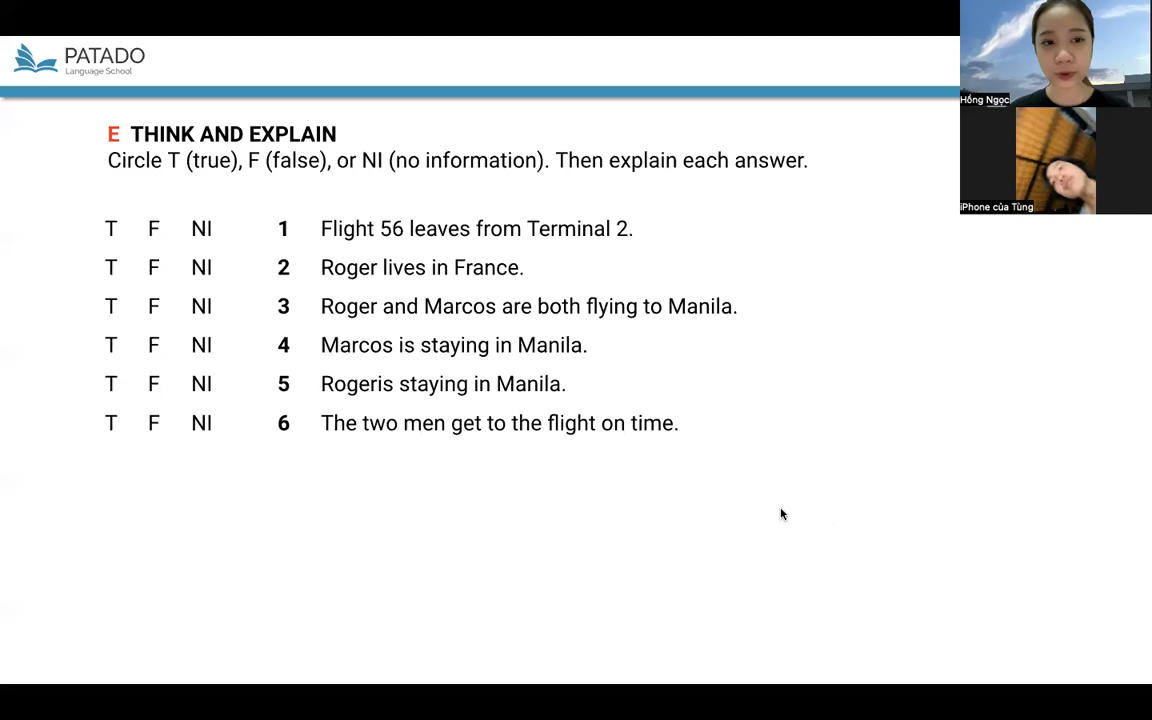 PATADO
Language School
Hồng Ngọc
iPhone của Tùng
E THINK AND EXPLAIN
Circle T (true), F (false), or NI (no information). Then explain each answer.
T F NI 1 Flight 56 leaves from Terminal 2.
T F NI 2 Roger lives in France.
T F NI 3 Roger and Marcos are both flying to Manila.
T F NI 4 Marcos is staying in Manila.
T F NI 5 Rogeris staying in Manila.
T F NI 6 The two men get to the flight on time.